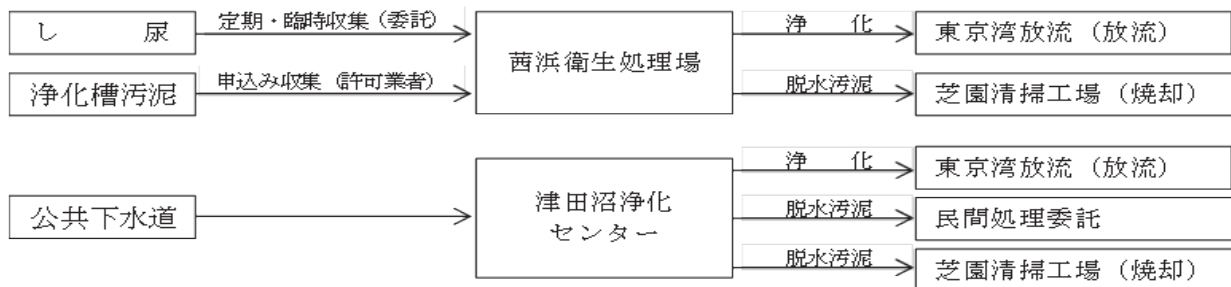 し　　尿
定期・臨時収集（委託）
浄化槽汚泥
申込み収集（許可業者）
茜浜衛生処理場
浄　化
東京湾放流（放流）
脱水汚泥
芝園清掃工場（焼却）
公共下水道
津田沼浄化
センター
浄　化
東京湾放流（放流）
脱水汚泥
民間処理委託
脱水汚泥
芝園清掃工場（焼却）